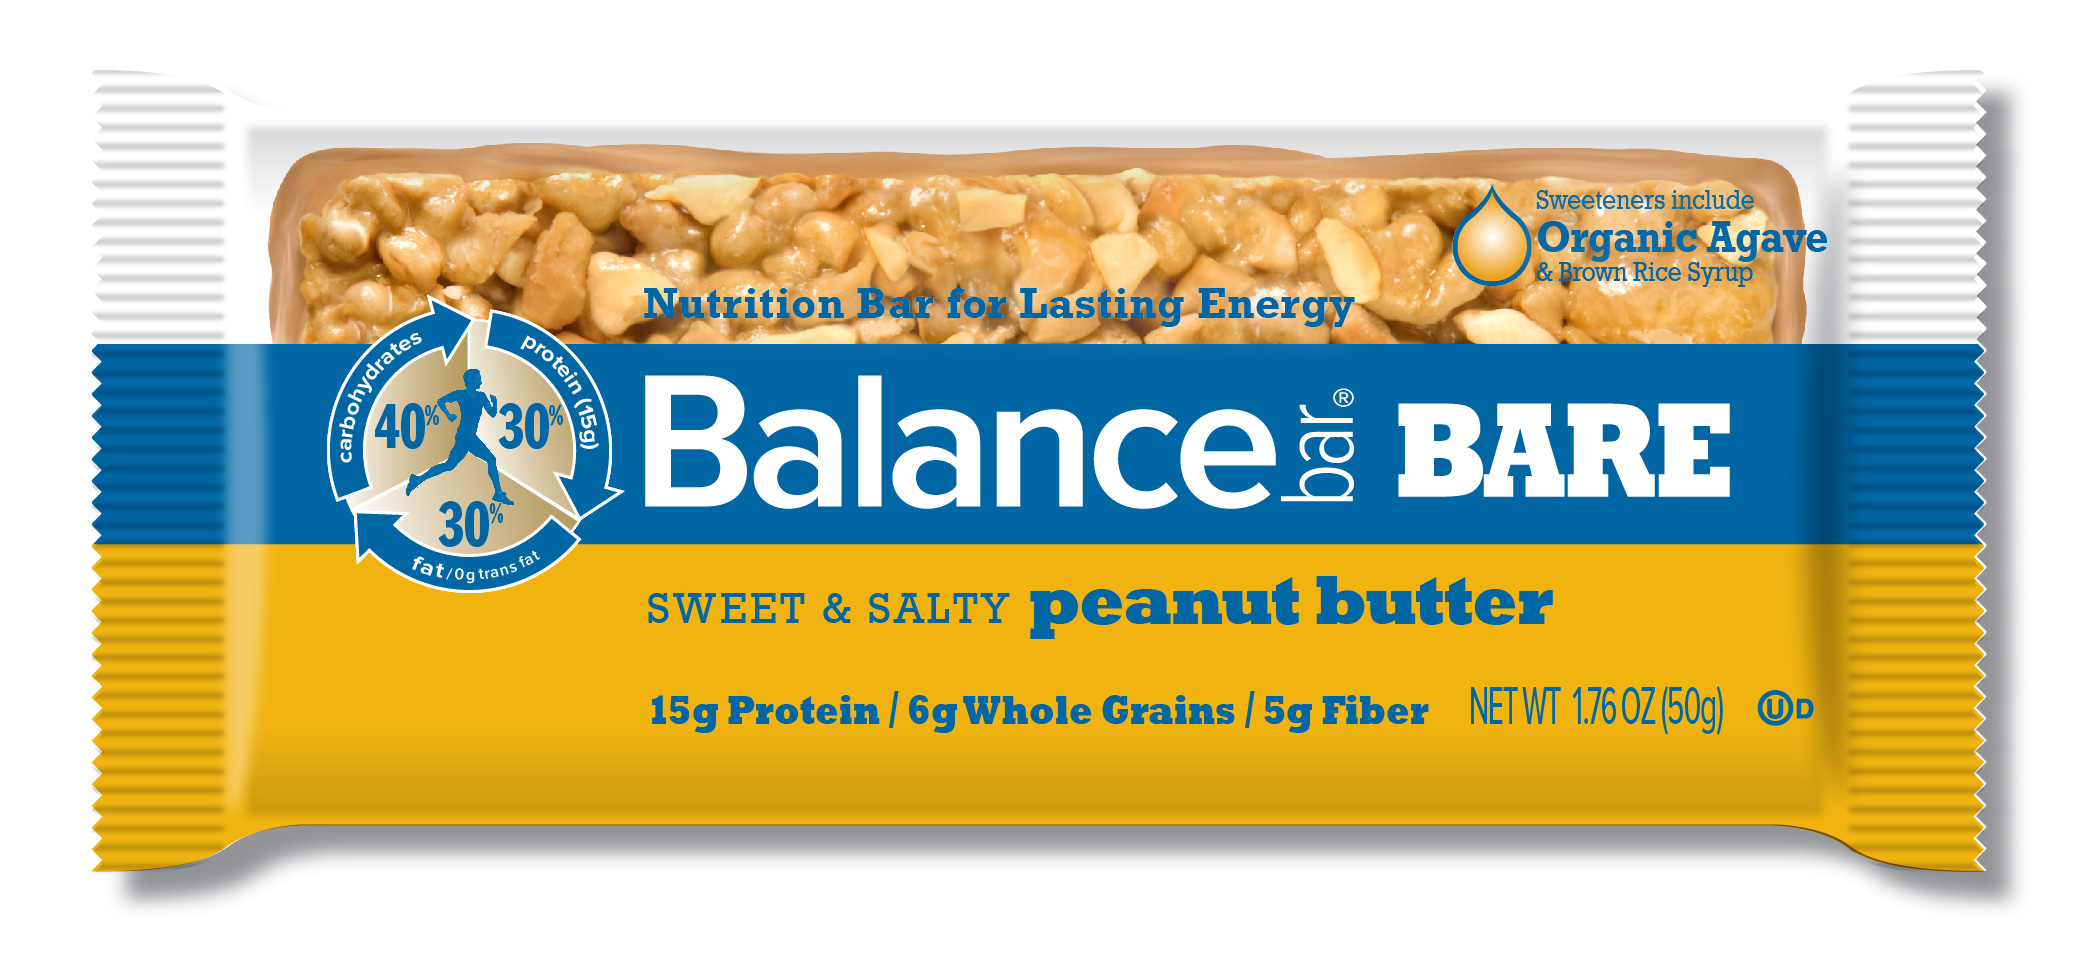 Sweeteners include
Organic Agave
& Brown Rice Syrup
Nutrition Bar for Lasting Energy
carbohydrates
40%
protein (15g)
30%
30%
fat/0g trans fat
Balance bar® BARE
SWEET & SALTY peanut butter
15g Protein / 6g Whole Grains / 5g Fiber NET WT 1.76 OZ (50g) U D